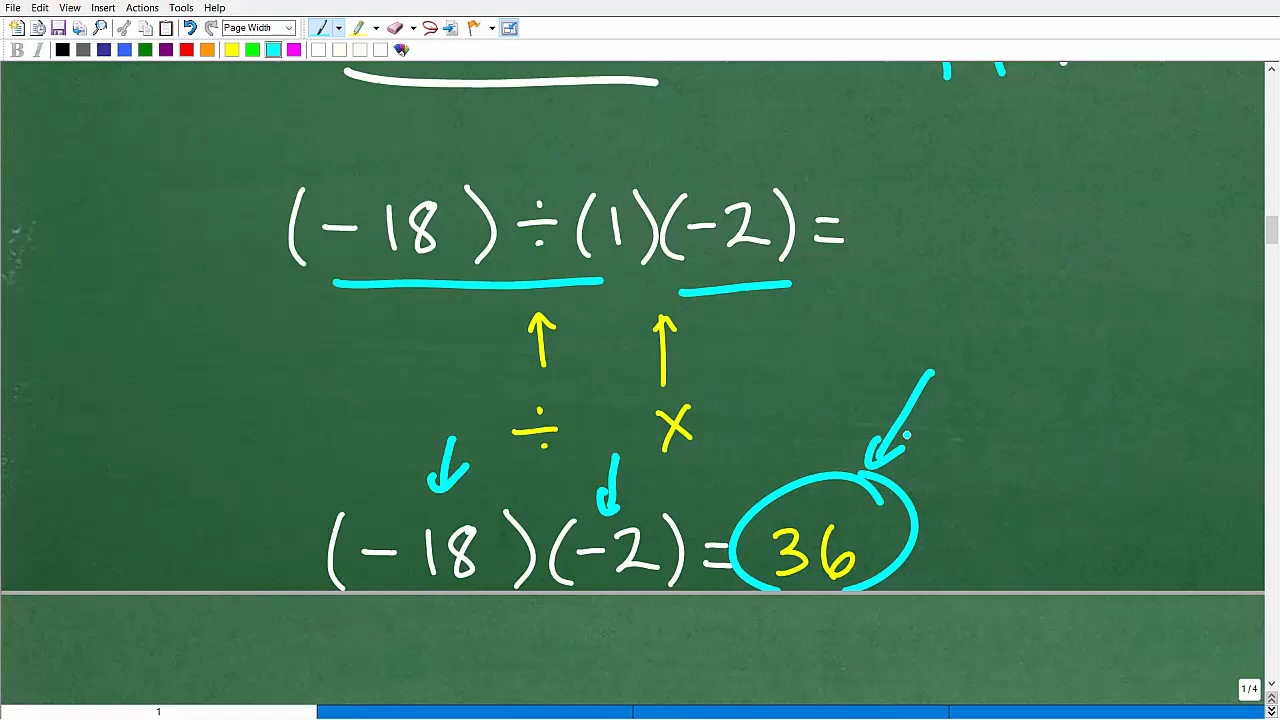 File Edit View Insert Actions Tools Help
Page Width
B I
(-18) ÷ (1)(-2) =
÷ ×
(-18)(-2) = 36
1/4
1